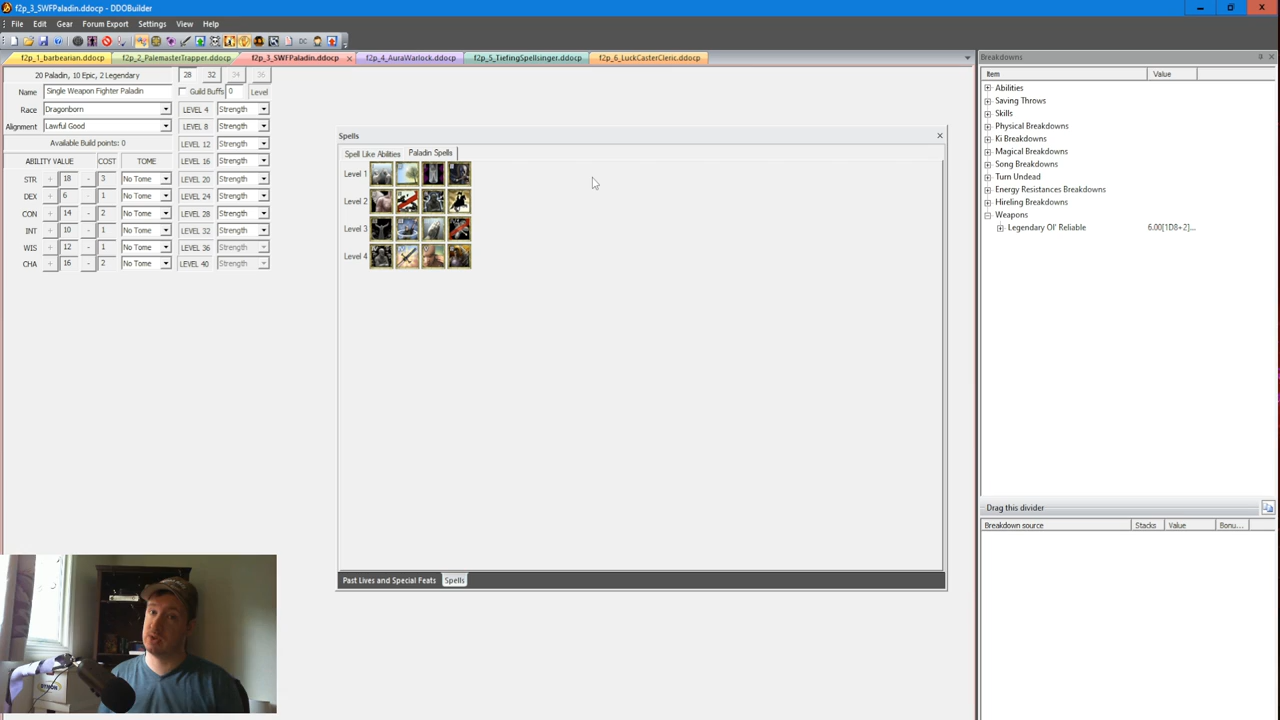 f2p_3_SWFPaladin.ddocp - DDOBuilder
File Edit Gear Forum Export Settings View Help
f2p_1_barbearian.ddocp f2p_2_PalemasterTrapper.ddocp f2p_3_SWFPaladin.ddocp f2p_4_AuraWarlock.ddocp f2p_5_TieflingSpellsinger.ddocp f2p_6_LuckCasterCleric.ddocp
20 Paladin, 10 Epic, 2 Legendary 28 32 34 36
Name Single Weapon Fighter Paladin Guild Buffs 0 Level
Race Dragonborn LEVEL 4 Strength
Alignment Lawful Good LEVEL 8 Strength
Available Build points: 0 LEVEL 12 Strength
ABILITY VALUE COST TOME LEVEL 16 Strength
STR + 18 - 3 No Tome LEVEL 20 Strength
DEX + 6 - 1 No Tome LEVEL 24 Strength
CON + 14 - 2 No Tome LEVEL 28 Strength
INT + 10 - 1 No Tome LEVEL 32 Strength
WIS + 12 - 1 No Tome LEVEL 36 Strength
CHA + 16 - 2 No Tome LEVEL 40 Strength
Spells
Spell Like Abilities Paladin Spells
Level 1
Level 2
Level 3
Level 4
Past Lives and Special Feats Spells
Breakdowns
Item Value
Abilities
Saving Throws
Skills
Physical Breakdowns
Ki Breakdowns
Magical Breakdowns
Song Breakdowns
Turn Undead
Energy Resistances Breakdowns
Hireling Breakdowns
Weapons
Legendary Ol' Reliable 6.00[1D8+2]...
Drag this divider
Breakdown source Stacks Value Bonu...